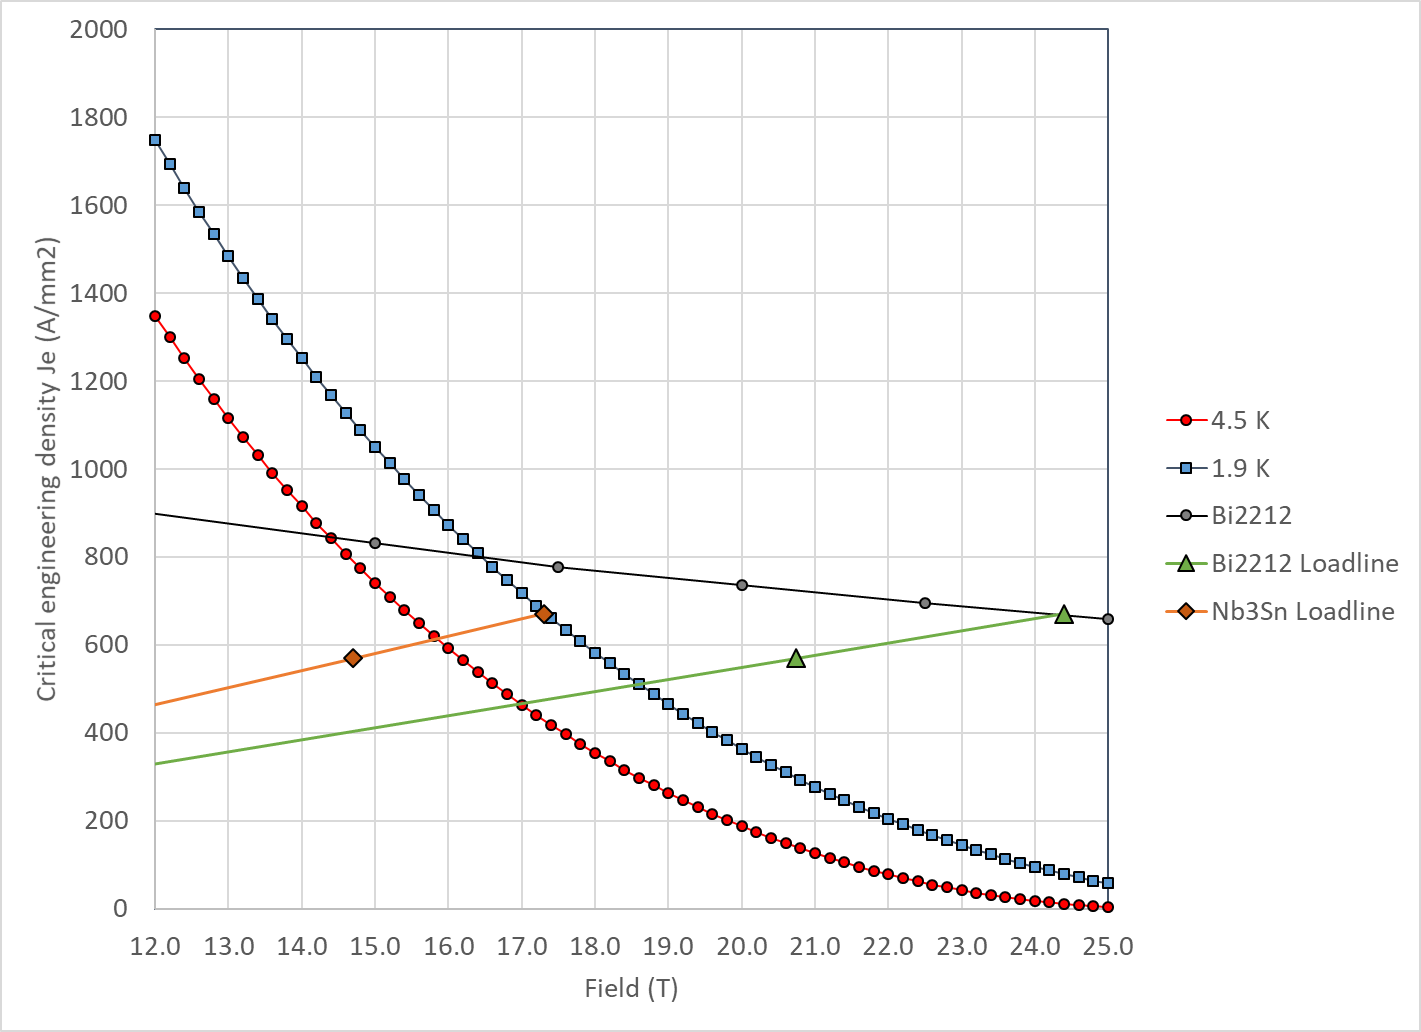 2000
1800
1600
1400
1200
1000
800
600
400
200
0
Critical engineering density Je (A/mm2)
12.0 13.0 14.0 15.0 16.0 17.0 18.0 19.0 20.0 21.0 22.0 23.0 24.0 25.0
Field (T)
4.5 K
1.9 K
Bi2212
Bi2212 Loadline
Nb3Sn Loadline